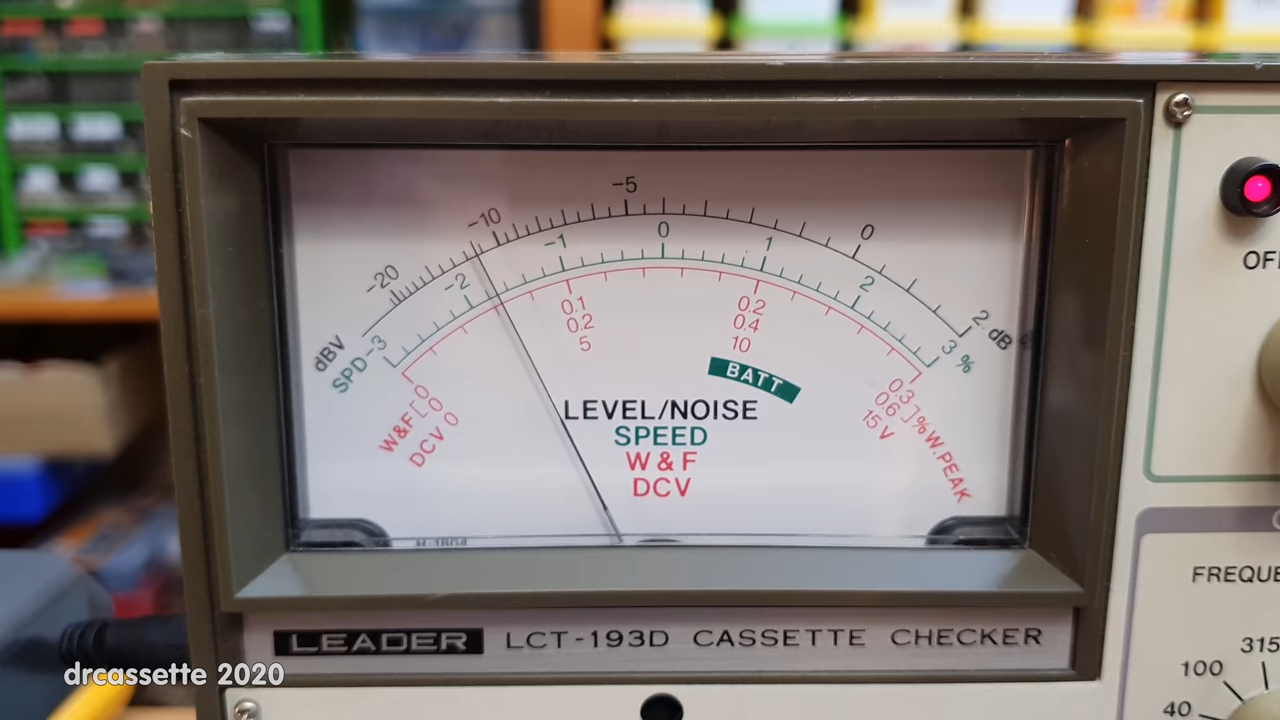 -5
-10
0
-20
-1
0
1
-2
2
2 dB
dBV
SPD-3
3 %
0.1
0.2
5
0.2
0.4
10
BATT
W&F[0
0
DCV 0
0.3
0.6]% W.PEAK
15 V
LEVEL/NOISE
SPEED
W & F
DCV
H-1804
OFF
FREQUE
315
100
40
LEADER LCT-193D CASSETTE CHECKER
drcassette 2020